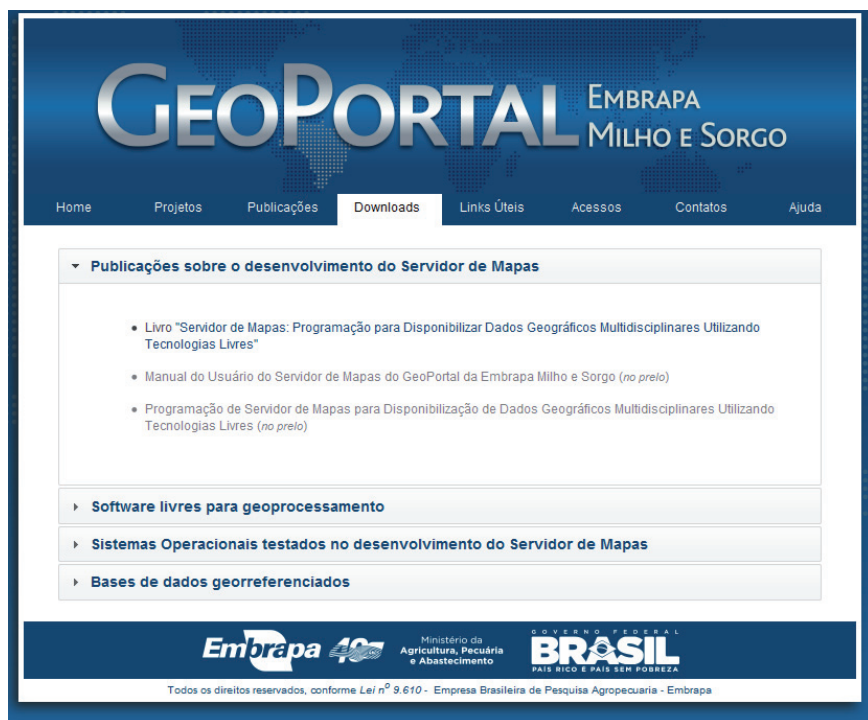 GEOPORTAL EMBRAPA
MILHO E SORGO
Home Projetos Publicações Downloads Links Úteis Acessos Contatos Ajuda
Publicações sobre o desenvolvimento do Servidor de Mapas
Livro "Servidor de Mapas: Programação para Disponibilizar Dados Geográficos Multidisciplinares Utilizando
Tecnologias Livres"
Manual do Usuário do Servidor de Mapas do GeoPortal da Embrapa Milho e Sorgo (no prelo)
Programação de Servidor de Mapas para Disponibilização de Dados Geográficos Multidisciplinares Utilizando
Tecnologias Livres (no prelo)
Software livres para geoprocessamento
Sistemas Operacionais testados no desenvolvimento do Servidor de Mapas
Bases de dados georreferenciados
Embrapa 40
Ministério da
Agricultura, Pecuária
e Abastecimento
GOVERNO FEDERAL
BRASIL
PAÍS RICO É PAÍS SEM POBREZA
Todos os direitos reservados, conforme Lei nº 9.610 - Empresa Brasileira de Pesquisa Agropecuaria - Embrapa